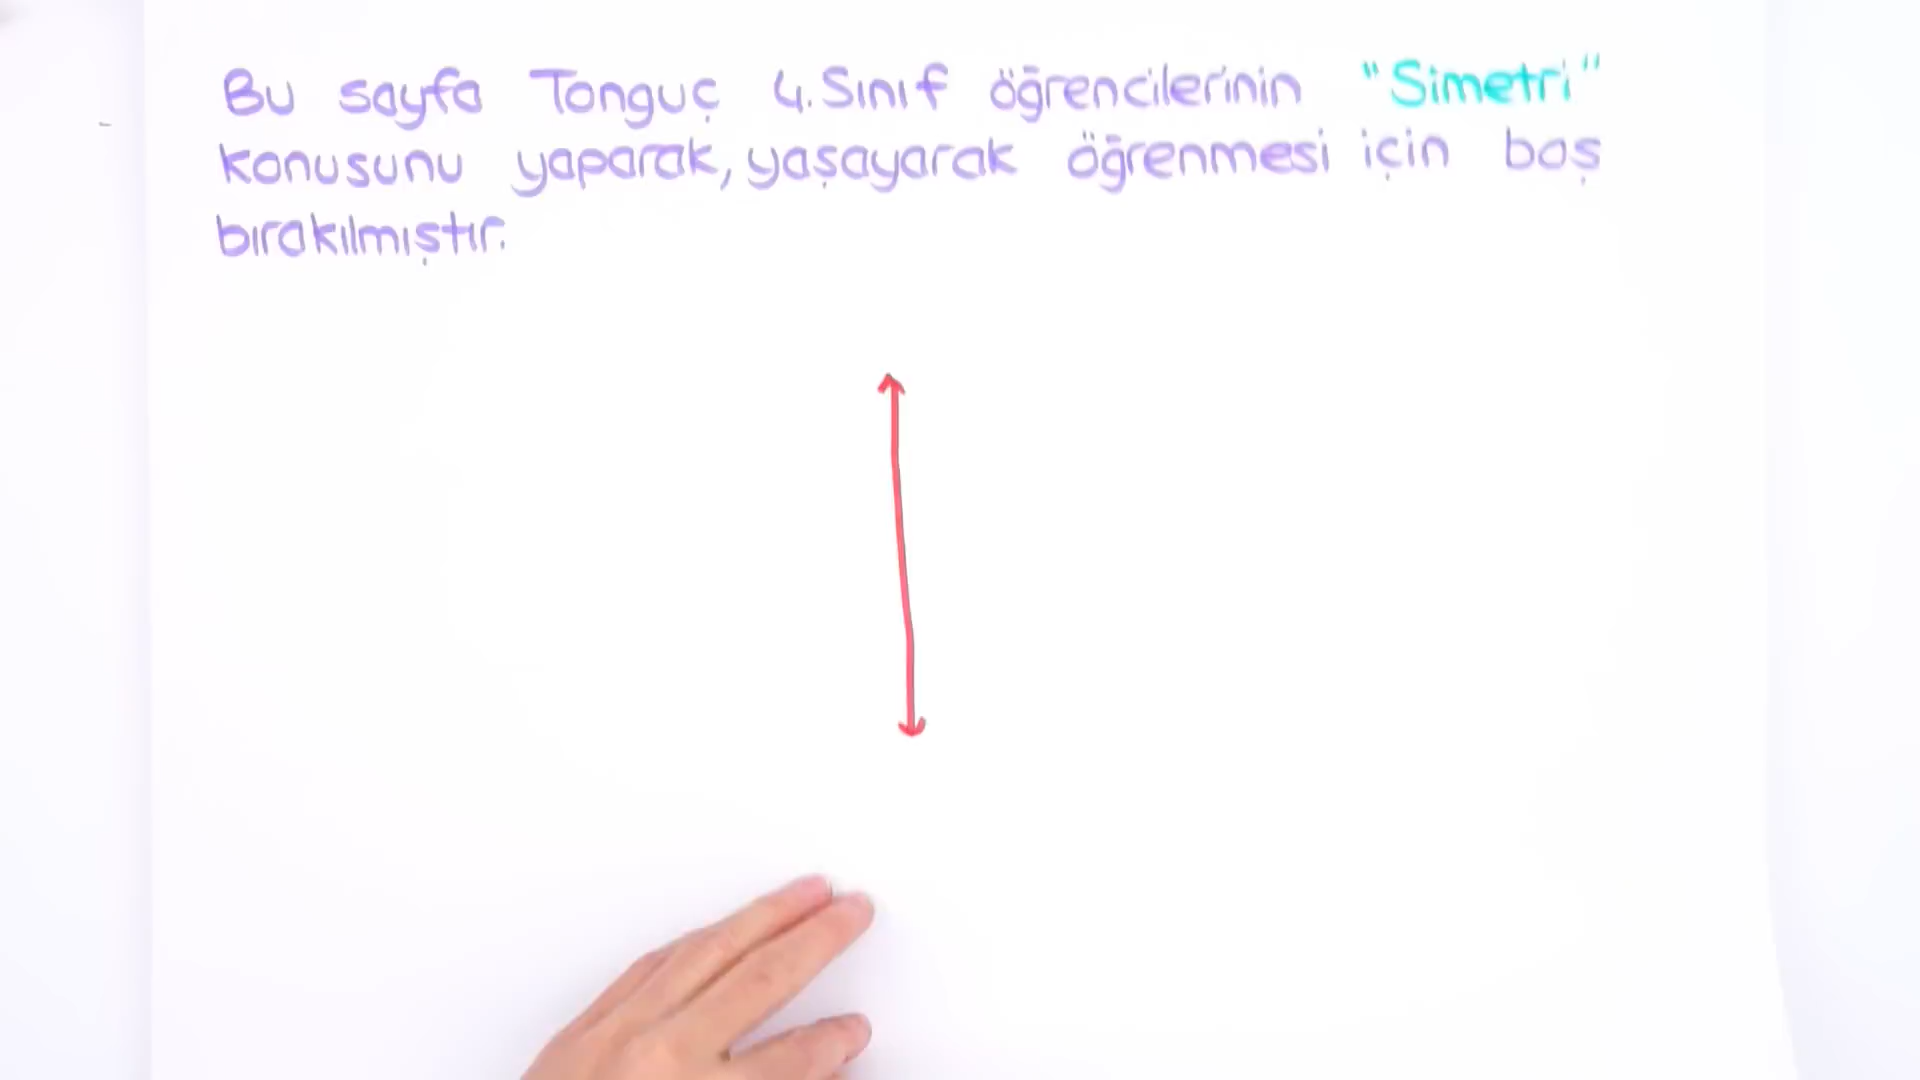 Bu sayfa Tonguç 4. Sınıf öğrencilerinin "Simetri"
konusunu yaparak, yaşayarak öğrenmesi için boş
bırakılmıştır.